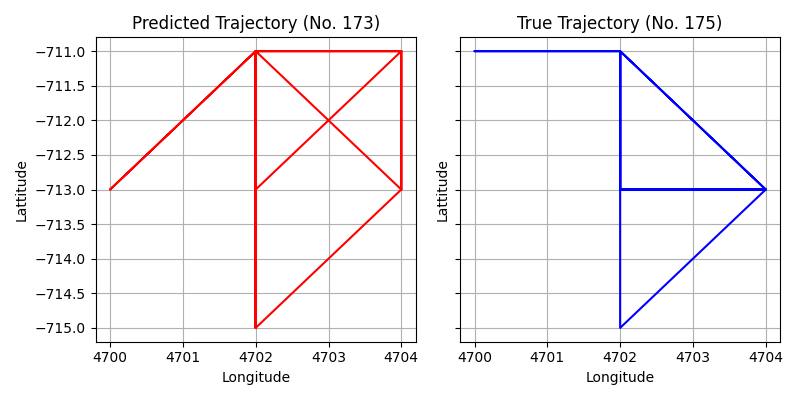 Predicted Trajectory (No. 173)
True Trajectory (No. 175)
−711.0
−711.5
−712.0
−712.5
−713.0
−713.5
−714.0
−714.5
−715.0
Lattitude
Lattitude
4700 4701 4702 4703 4704
4700 4701 4702 4703 4704
Longitude
Longitude